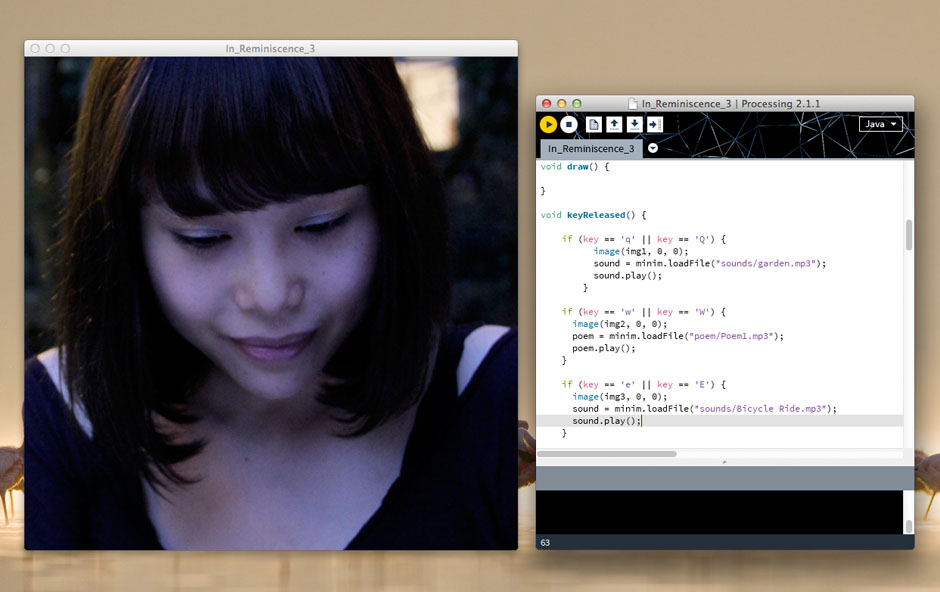 In_Reminiscence_3
In_Reminiscence_3 | Processing 2.1.1
Java
In_Reminiscence_3
void draw() {
}
void keyReleased() {
if (key == 'q' || key == 'Q') {
image(img1, 0, 0);
sound = minim.loadFile("sounds/garden.mp3");
sound.play();
}
if (key == 'w' || key == 'W') {
image(img2, 0, 0);
poem = minim.loadFile("poem/Poem1.mp3");
poem.play();
}
if (key == 'e' || key == 'E') {
image(img3, 0, 0);
sound = minim.loadFile("sounds/Bicycle Ride.mp3");
sound.play();
}
63